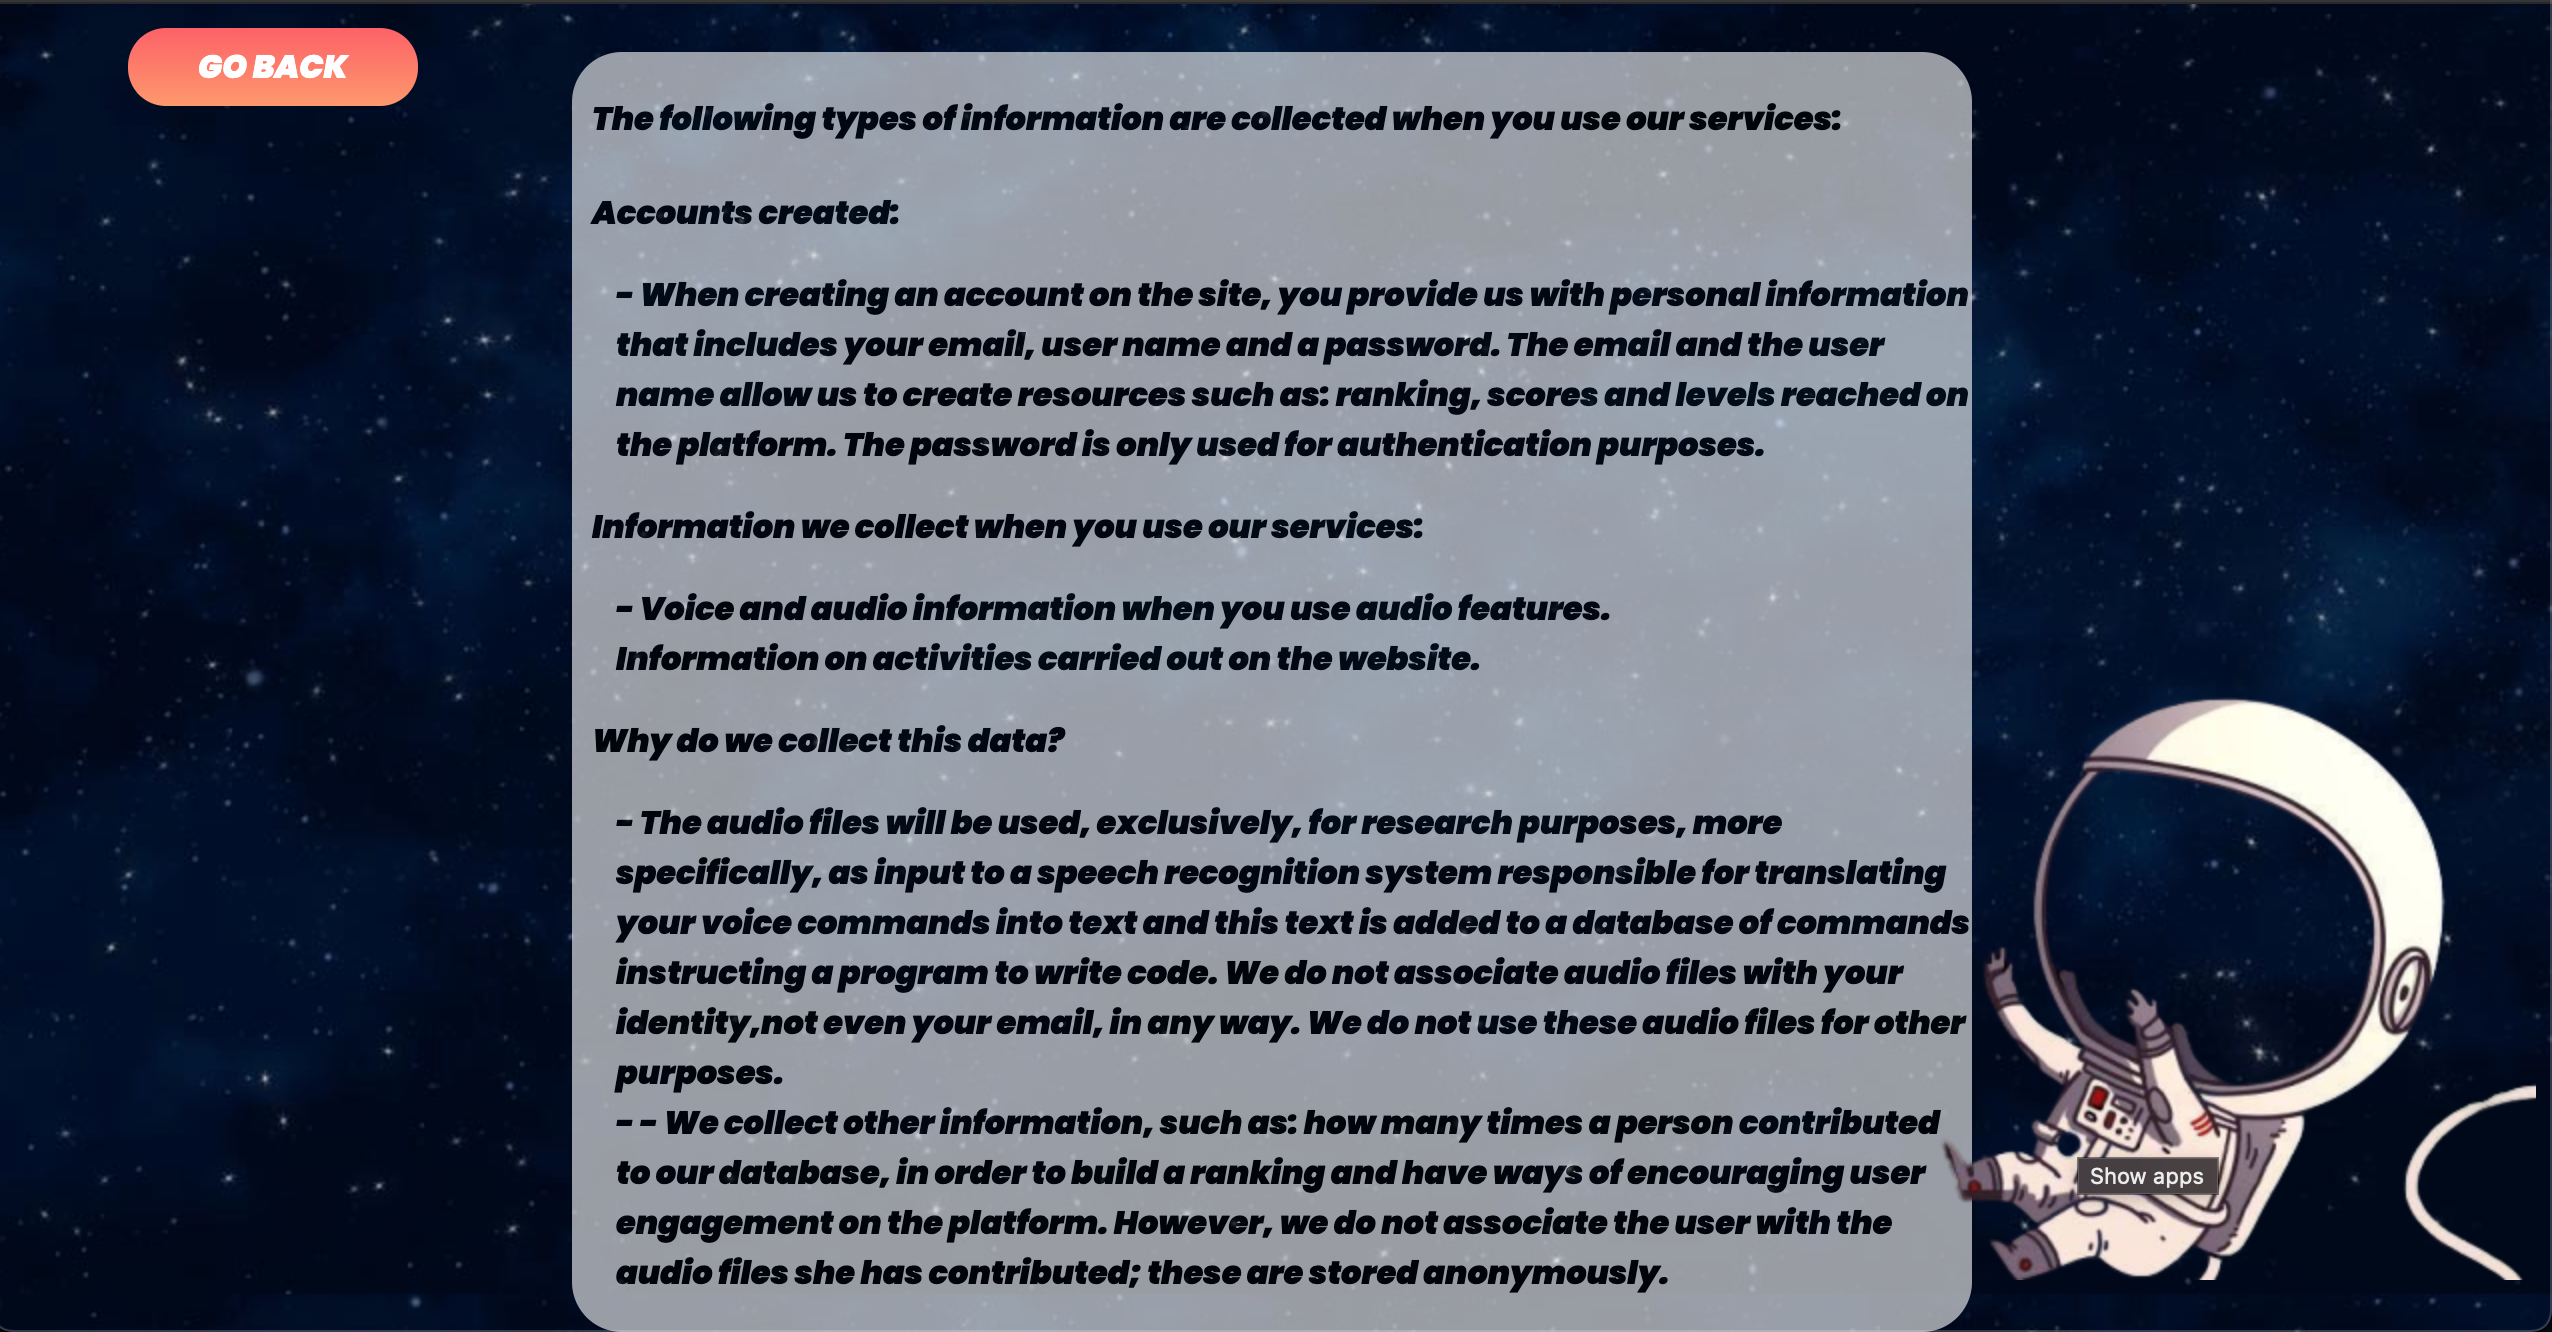 GO BACK
The following types of information are collected when you use our services:
Accounts created:
- When creating an account on the site, you provide us with personal information
that includes your email, user name and a password. The email and the user
name allow us to create resources such as: ranking, scores and levels reached on
the platform. The password is only used for authentication purposes.
Information we collect when you use our services:
- Voice and audio information when you use audio features.
Information on activities carried out on the website.
Why do we collect this data?
- The audio files will be used, exclusively, for research purposes, more
specifically, as input to a speech recognition system responsible for translating
your voice commands into text and this text is added to a database of commands
instructing a program to write code. We do not associate audio files with your
identity,not even your email, in any way. We do not use these audio files for other
purposes.
- - We collect other information, such as: how many times a person contributed
to our database, in order to build a ranking and have ways of encouraging user
engagement on the platform. However, we do not associate the user with the
audio files she has contributed; these are stored anonymously.
Show apps